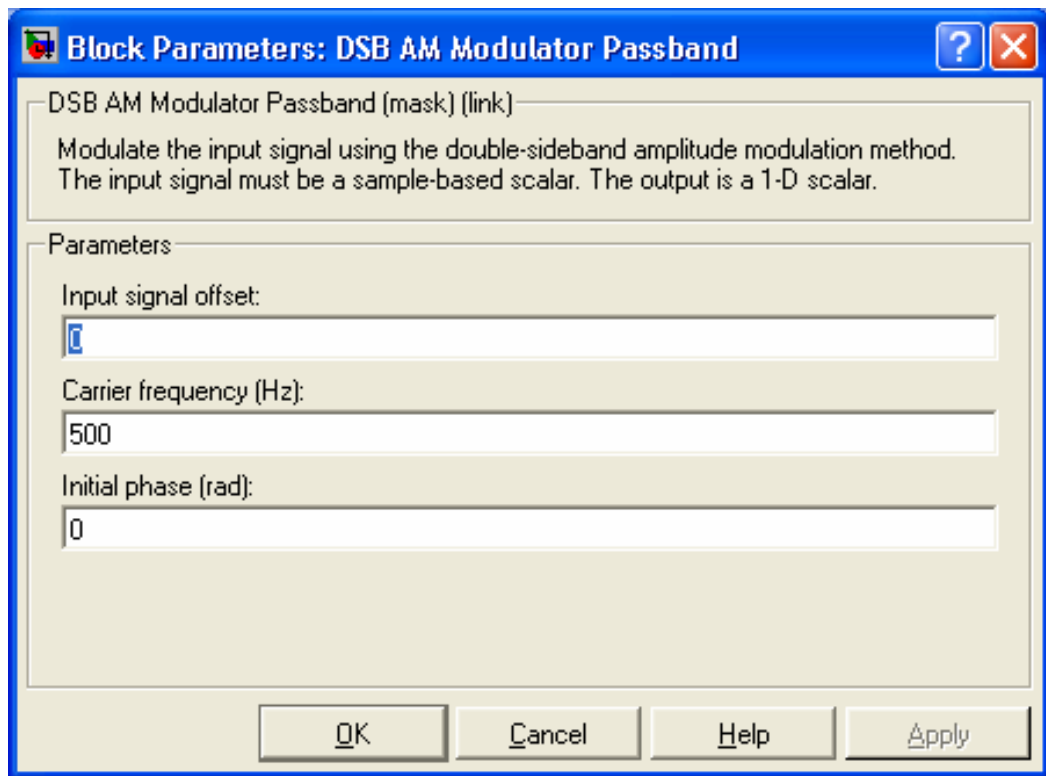 Block Parameters: DSB AM Modulator Passband
DSB AM Modulator Passband (mask) (link)
Modulate the input signal using the double-sideband amplitude modulation method.
The input signal must be a sample-based scalar. The output is a 1-D scalar.
Parameters
Input signal offset:
0
Carrier frequency (Hz):
500
Initial phase (rad):
0
OK Cancel Help Apply